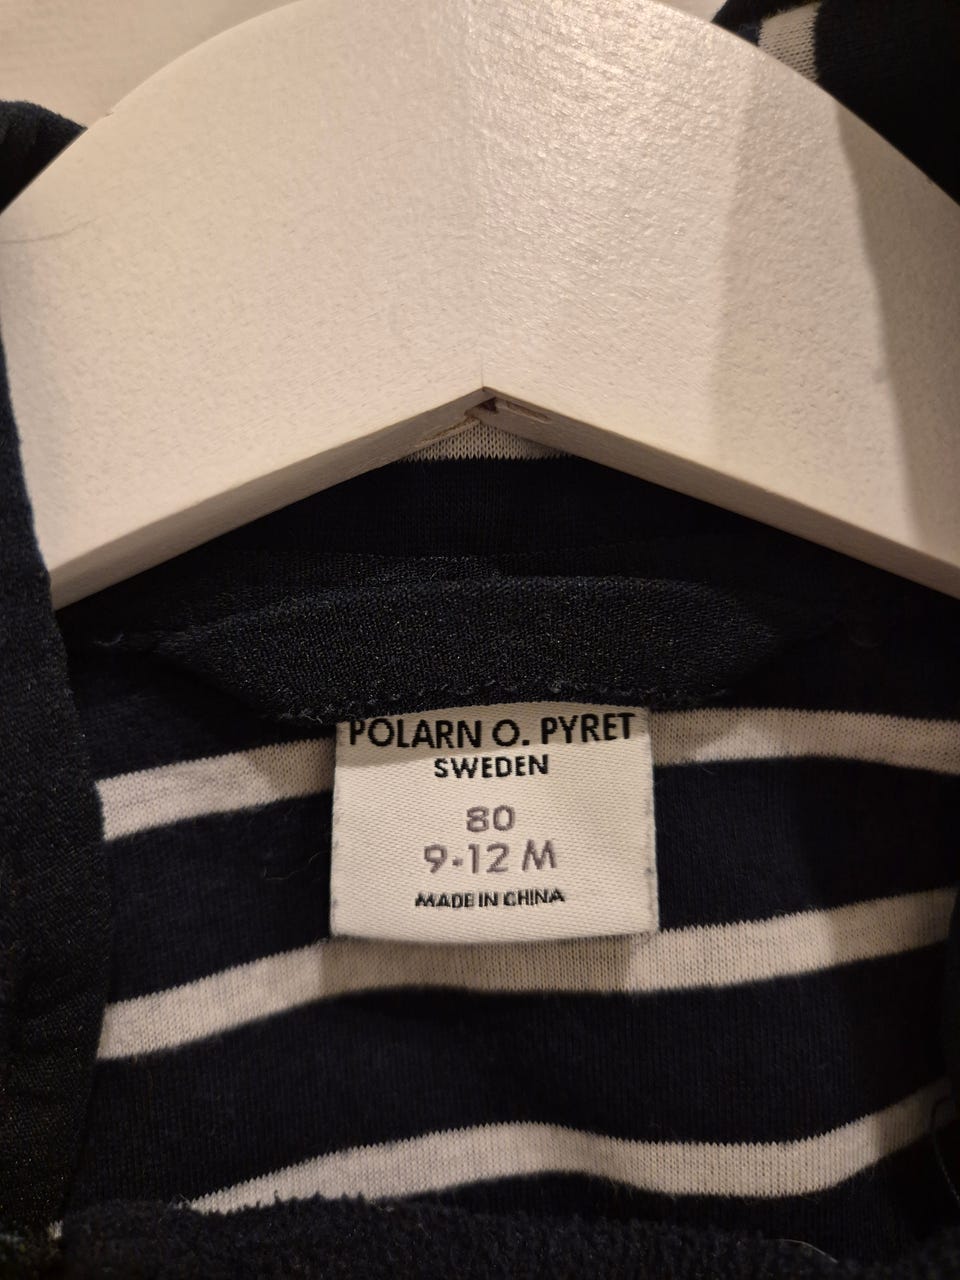 POLARN O. PYRET
SWEDEN
80
9-12 M
MADE IN CHINA